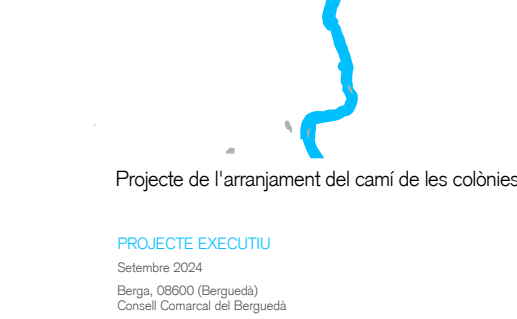 Projecte de l'arranjament del camí de les colònies
PROJECTE EXECUTIU
Setembre 2024
Berga, 08600 (Berguedà)
Consell Comarcal del Berguedà